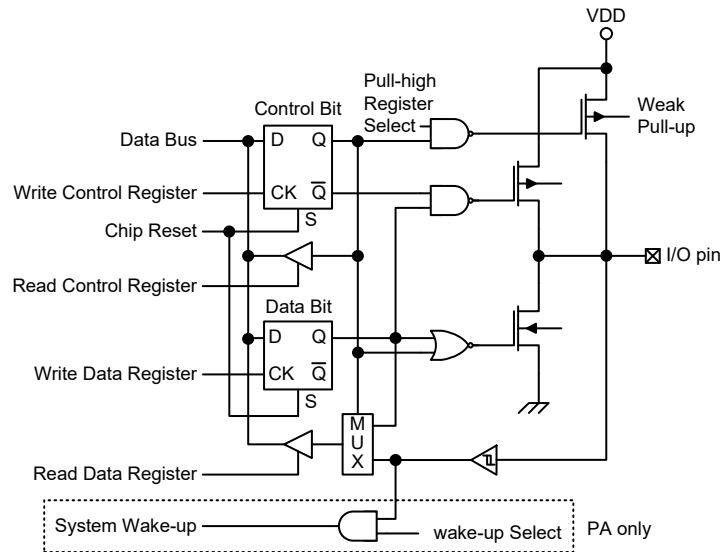 VDD
Pull-high
Register
Select
Weak
Pull-up
Control Bit
Data Bus
D
Q
Write Control Register
CK
Q
Chip Reset
S
I/O pin
Read Control Register
Data Bit
D
Q
Write Data Register
CK
Q
S
M
U
X
Read Data Register
System Wake-up
wake-up Select
PA only